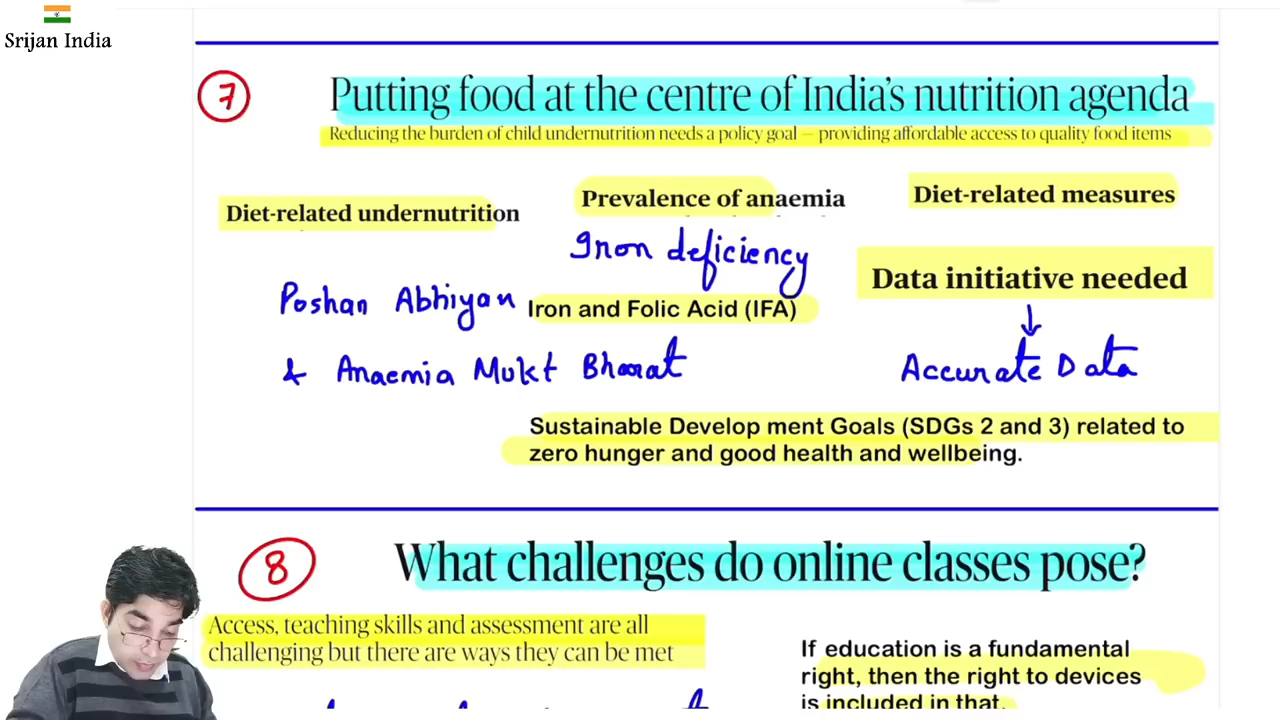 Srijan India
7
Putting food at the centre of India's nutrition agenda
Reducing the burden of child undernutrition needs a policy goal — providing affordable access to quality food items
Diet-related undernutrition
Prevalence of anaemia
Diet-related measures
Iron deficiency
Data initiative needed
Poshan Abhiyan
Iron and Folic Acid (IFA)
& Anaemia Mukt Bharat
Accurate Data
Sustainable Develop ment Goals (SDGs 2 and 3) related to
zero hunger and good health and wellbeing.
8
What challenges do online classes pose?
Access, teaching skills and assessment are all
challenging but there are ways they can be met
If education is a fundamental
right, then the right to devices
is included in that.